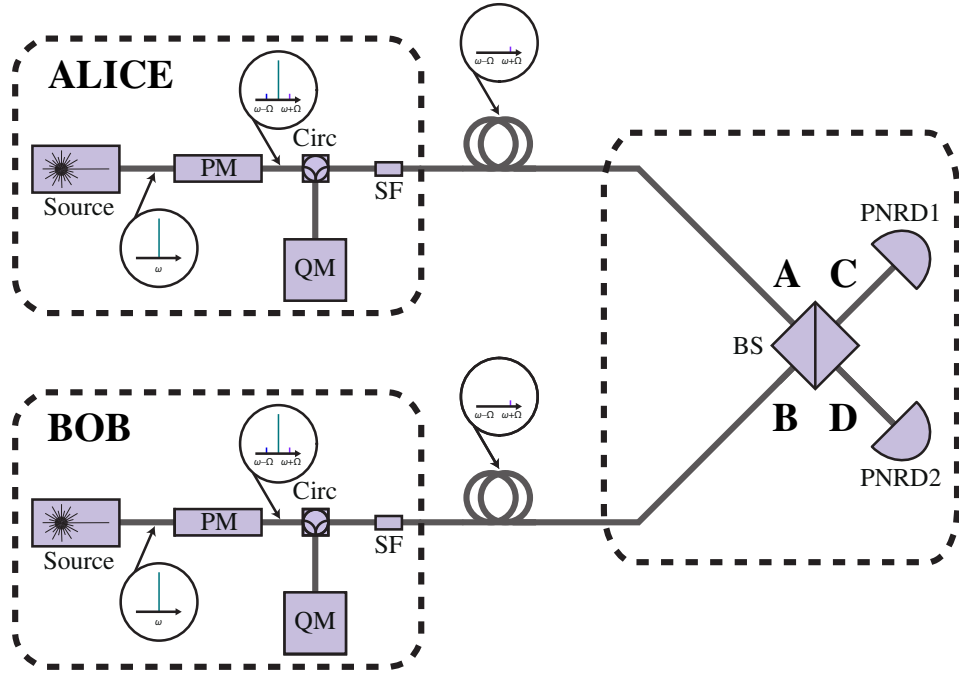 ALICE
ω−Ω ω+Ω
ω−Ω ω+Ω
Circ
PM
Source
SF
ω
QM
PNRD1
A C
BS
B D
PNRD2
BOB
ω−Ω ω+Ω
ω−Ω ω+Ω
Circ
PM
Source
SF
ω
QM